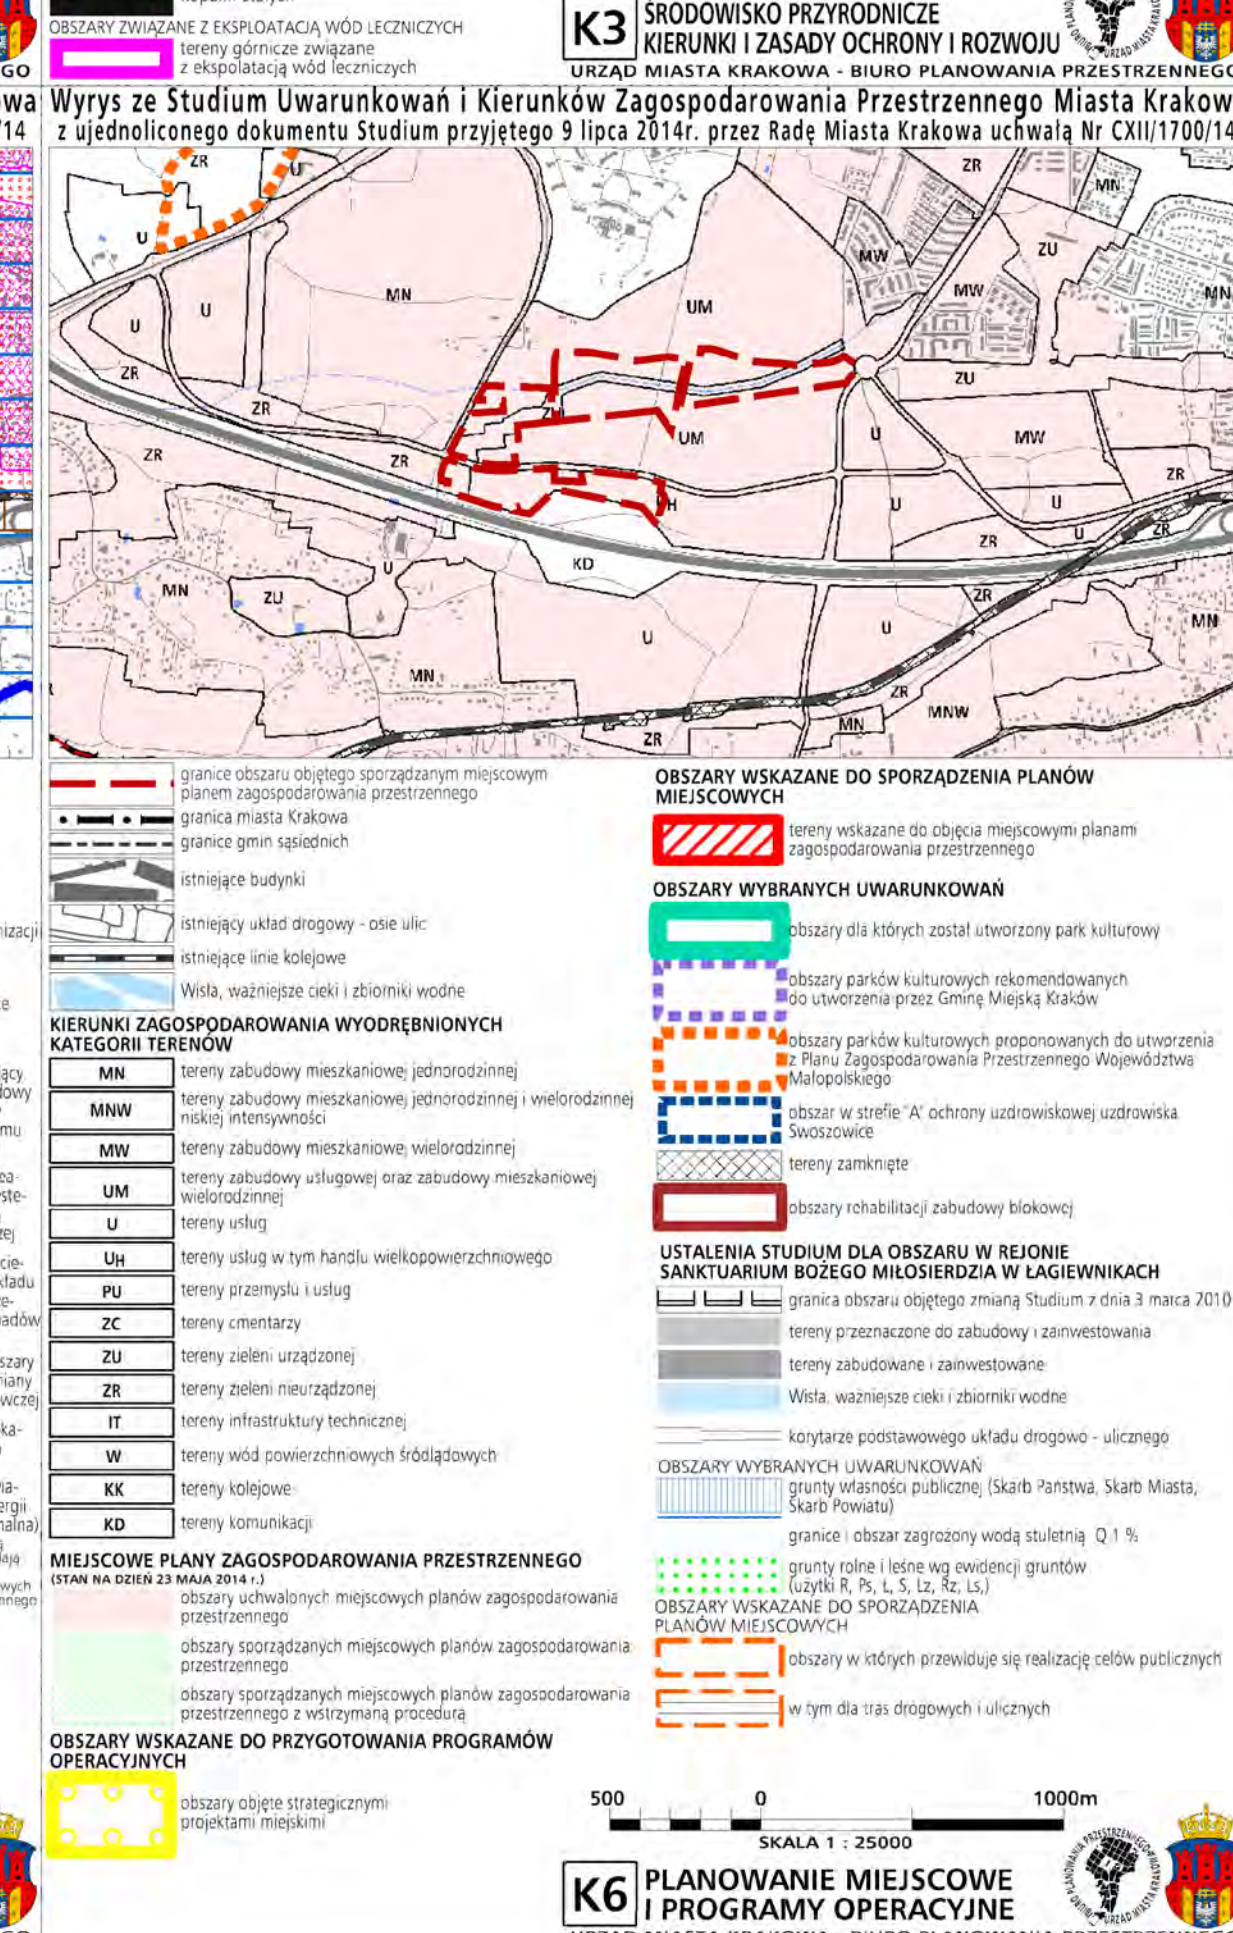 OBSZARY ZWIĄZANE Z EKSPLOATACJĄ WÓD LECZNICZYCH
tereny górnicze związane
z ekspolatacją wód leczniczych
K3
ŚRODOWISKO PRZYRODNICZE
KIERUNKI I ZASADY OCHRONY I ROZWOJU
URZĄD MIASTA KRAKOWA - BIURO PLANOWANIA PRZESTRZENNEGO
Wyrys ze Studium Uwarunkowań i Kierunków Zagospodarowania Przestrzennego Miasta Krakow
z ujednoliconego dokumentu Studium przyjętego 9 lipca 2014r. przez Radę Miasta Krakowa uchwałą Nr CXII/1700/14
ZR
U
ZR
MN
U
ZU
MW
MN
UM
MW
MN
U
U
ZR
ZU
ZR
UM
U
MW
ZR
ZR
ZR
H
U
U
U
ZR
ZR
KD
U
MN
ZU
ZR
U
U
MN
MN
ZR
MNW
MN
ZR
granice obszaru objętego sporządzanym miejscowym
planem zagospodarowania przestrzennego
granica miasta Krakowa
granice gmin sąsiednich
istniejące budynki
istniejący układ drogowy - osie ulic
istniejące linie kolejowe
Wisła, ważniejsze cieki i zbiorniki wodne
KIERUNKI ZAGOSPODAROWANIA WYODRĘBNIONYCH
KATEGORII TERENÓW
MN tereny zabudowy mieszkaniowej jednorodzinnej
MNW tereny zabudowy mieszkaniowej jednorodzinnej i wielorodzinnej
niskiej intensywności
MW tereny zabudowy mieszkaniowej wielorodzinnej
UM tereny zabudowy usługowej oraz zabudowy mieszkaniowej
wielorodzinnej
U tereny usług
UH tereny usług w tym handlu wielkopowierzchniowego
PU tereny przemysłu i usług
ZC tereny cmentarzy
ZU tereny zieleni urządzonej
ZR tereny zieleni nieurządzonej
IT tereny infrastruktury technicznej
W tereny wód powierzchniowych śródlądowych
KK tereny kolejowe
KD tereny komunikacji
MIEJSCOWE PLANY ZAGOSPODAROWANIA PRZESTRZENNEGO
(STAN NA DZIEŃ 23 MAJA 2014 r.)
obszary uchwalonych miejscowych planów zagospodarowania
przestrzennego
obszary sporządzanych miejscowych planów zagospodarowania
przestrzennego
obszary sporządzanych miejscowych planów zagospodarowania
przestrzennego z wstrzymaną procedurą
OBSZARY WSKAZANE DO PRZYGOTOWANIA PROGRAMÓW
OPERACYJNYCH
obszary objęte strategicznymi
projektami miejskimi
OBSZARY WSKAZANE DO SPORZĄDZENIA PLANÓW
MIEJSCOWYCH
tereny wskazane do objęcia miejscowymi planami
zagospodarowania przestrzennego
OBSZARY WYBRANYCH UWARUNKOWAŃ
obszary dla których został utworzony park kulturowy
obszary parków kulturowych rekomendowanych
do utworzenia przez Gminę Miejską Kraków
obszary parków kulturowych proponowanych do utworzenia
z Planu Zagospodarowania Przestrzennego Województwa
Małopolskiego
obszar w strefie "A" ochrony uzdrowiskowej uzdrowiska
Swoszowice
tereny zamknięte
obszary rehabilitacji zabudowy blokowej
USTALENIA STUDIUM DLA OBSZARU W REJONIE
SANKTUARIUM BOŻEGO MIŁOSIERDZIA W ŁAGIEWNIKACH
granica obszaru objętego zmianą Studium z dnia 3 marca 2010
tereny przeznaczone do zabudowy i zainwestowania
tereny zabudowane i zainwestowane
Wisła, ważniejsze cieki i zbiorniki wodne
korytarze podstawowego układu drogowo - ulicznego
OBSZARY WYBRANYCH UWARUNKOWAŃ
grunty własności publicznej (Skarb Państwa, Skarb Miasta,
Skarb Powiatu)
granice i obszar zagrożony wodą stuletnią Q 1 %
grunty rolne i leśne wg ewidencji gruntów
(użytki R, Ps, Ł, S, Lz, Rz, Ls,)
OBSZARY WSKAZANE DO SPORZĄDZENIA
PLANÓW MIEJSCOWYCH
obszary w których przewiduje się realizację celów publicznych
w tym dla tras drogowych i ulicznych
500 0 1000m
SKALA 1 : 25000
K6
PLANOWANIE MIEJSCOWE
I PROGRAMY OPERACYJNE